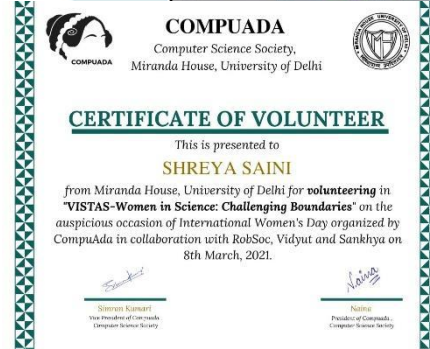 COMPUADA
COMPUADA
Computer Science Society,
Miranda House, University of Delhi
CERTIFICATE OF VOLUNTEER
This is presented to
SHREYA SAINI
from Miranda House, University of Delhi for volunteering in
"VISTAS-Women in Science: Challenging Boundaries" on the
auspicious occasion of International Women's Day organized by
CompuAda in collaboration with RobSoc, Vidyut and Sankhya on
8th March, 2021.
Naina
Simran Kumari
Vice President of Compuada
Computer Science Society
Naina
President of Compuada,
Computer Science Society